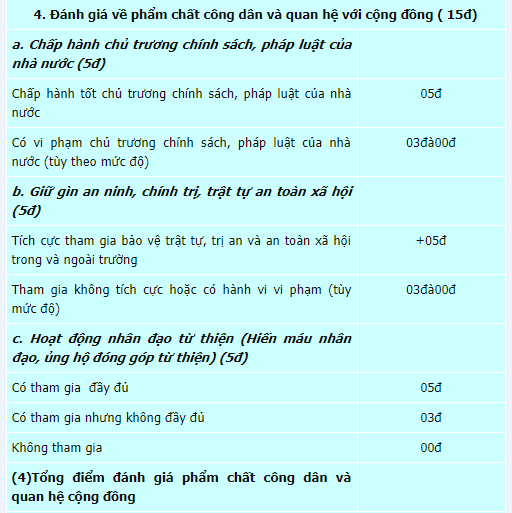 4. Đánh giá về phẩm chất công dân và quan hệ với cộng đồng ( 15đ)
a. Chấp hành chủ trương chính sách, pháp luật của
nhà nước (5đ)
Chấp hành tốt chủ trương chính sách, pháp luật của nhà
nước
05đ
Có vi phạm chủ trương chính sách, pháp luật của nhà
nước (tùy theo mức độ)
03đà00đ
b. Giữ gìn an ninh, chính trị, trật tự an toàn xã hội
(5đ)
Tích cực tham gia bảo vệ trật tự, trị an và an toàn xã hội
trong và ngoài trường
+05đ
Tham gia không tích cực hoặc có hành vi vi phạm (tùy
mức độ)
03đà00đ
c. Hoạt động nhân đạo từ thiện (Hiến máu nhân
đạo, ủng hộ đóng góp từ thiện) (5đ)
Có tham gia đầy đủ
05đ
Có tham gia nhưng không đầy đủ
03đ
Không tham gia
00đ
(4)Tổng điểm đánh giá phẩm chất công dân và
quan hệ cộng đồng